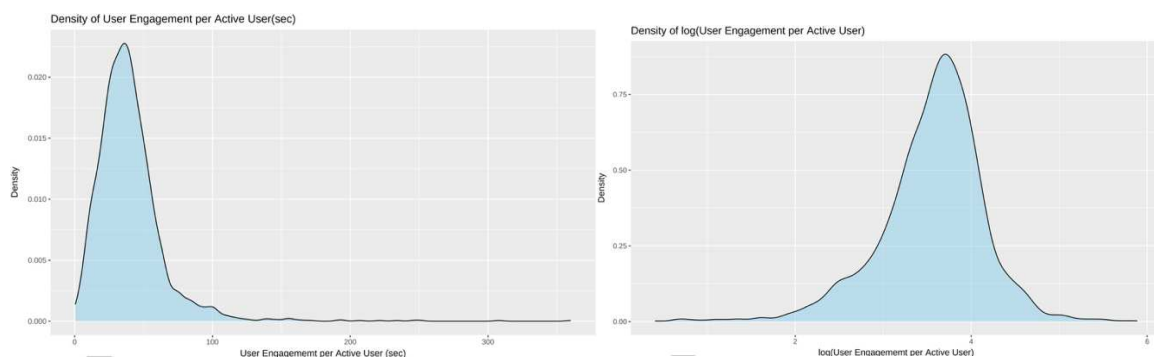 Density of User Engagement per Active User(sec)
0.020
0.015
0.010
0.005
0.000
Density
0
100
200
300
User Engagememt per Active User (sec)
Density of log(User Engagement per Active User)
0.75
0.50
0.25
0.00
Density
2
4
6
log(User Engagememt per Active User)